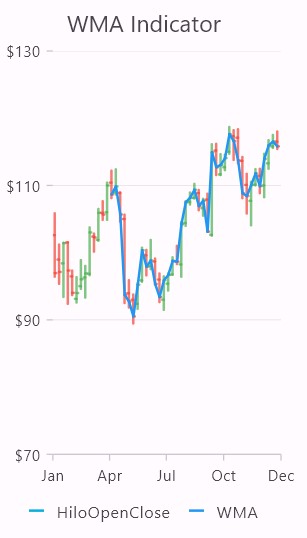 WMA Indicator
$130
$110
$90
$70
Jan Apr Jul Oct Dec
HiloOpenClose WMA